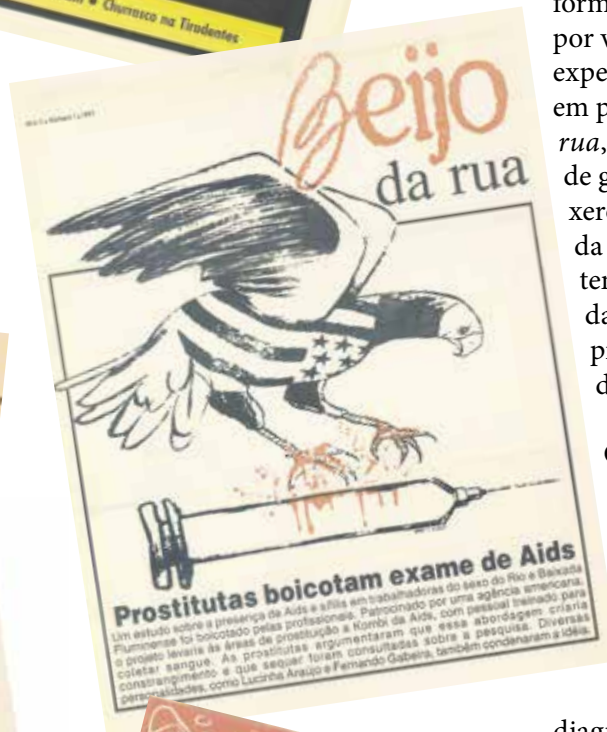 • Churrasco na Tiradentes
Beijo
da rua
Prostitutas boicotam exame de Aids
Um estudo sobre a presença de Aids e sífilis em trabalhadoras do sexo do Rio e Baixada
Fluminense foi boicotado pelas profissionais. Patrocinado por uma agência americana,
o projeto levaria às áreas de prostituição a Kombi da Aids, com pessoal treinado para
coletar sangue. As prostitutas argumentaram que essa abordagem criaria
constrangimento e que sequer foram consultadas sobre a pesquisa. Diversas
personalidades, como Lucinha Araújo e Fernando Gabeira, também condenaram a idéia.
form
por v
expe
em p
rua,
de g
xero
da
ter
da
p
d
diag